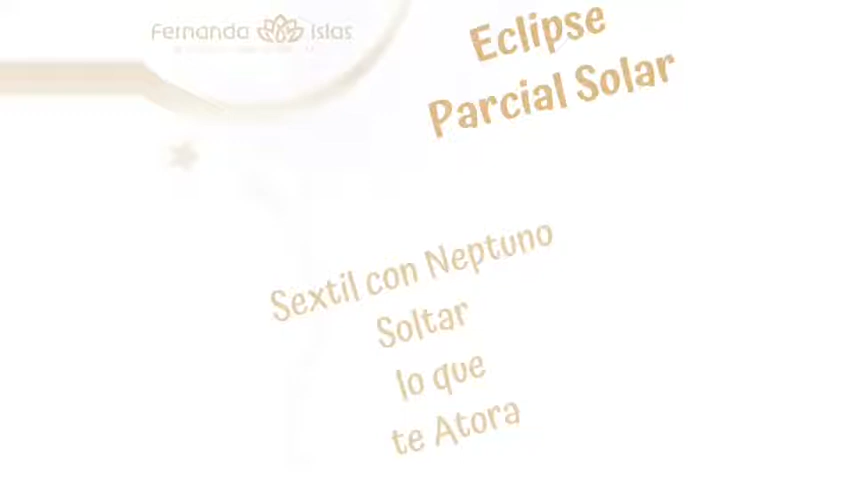 Fernanda Islas
Eclipse
Parcial Solar
Sextil con Neptuno
Soltar
lo que
te Atora